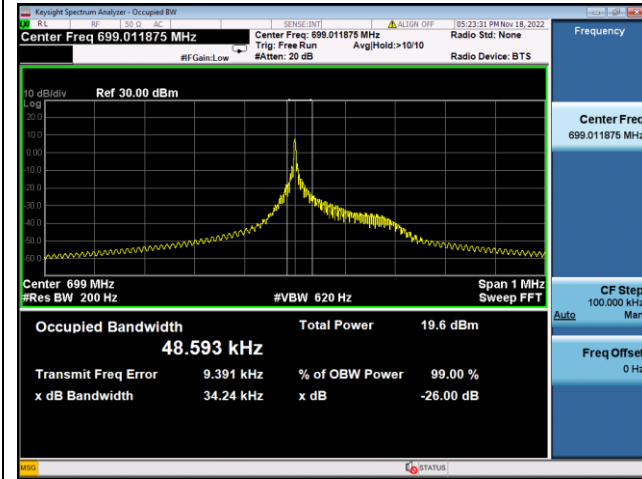 Keysight Spectrum Analyzer - Occupied BW
RL RF 50 Ω AC SENSE:INT ALIGN OFF 05:23:31 PM Nov 18, 2022
Center Freq 699.011875 MHz
Center Freq: 699.011875 MHz
Radio Std: None
Trig: Free Run Avg|Hold:>10/10
#IFGain:Low #Atten: 20 dB Radio Device: BTS
Frequency
10 dB/div Ref 30.00 dBm
Log
20.0
10.0
0.00
-10.0
-20.0
-30.0
-40.0
-50.0
-60.0
Center Freq
699.011875 MHz
Center 699 MHz Span 1 MHz
#Res BW 200 Hz #VBW 620 Hz Sweep FFT
CF Step
100.000 kHz
Auto Man
Occupied Bandwidth Total Power 19.6 dBm
48.593 kHz
Transmit Freq Error 9.391 kHz % of OBW Power 99.00 %
x dB Bandwidth 34.24 kHz x dB -26.00 dB
Freq Offset
0 Hz
MSG STATUS